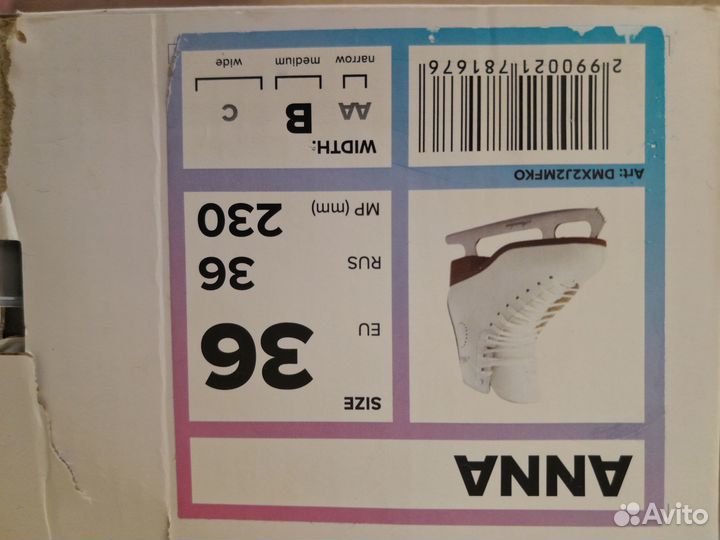 ANNA
SIZE
EU 36
RUS 36
MP (mm) 230
WIDTH:
AA B C
narrow medium wide
Art: DMX2J2MFKO
2 990021 781676
Avito